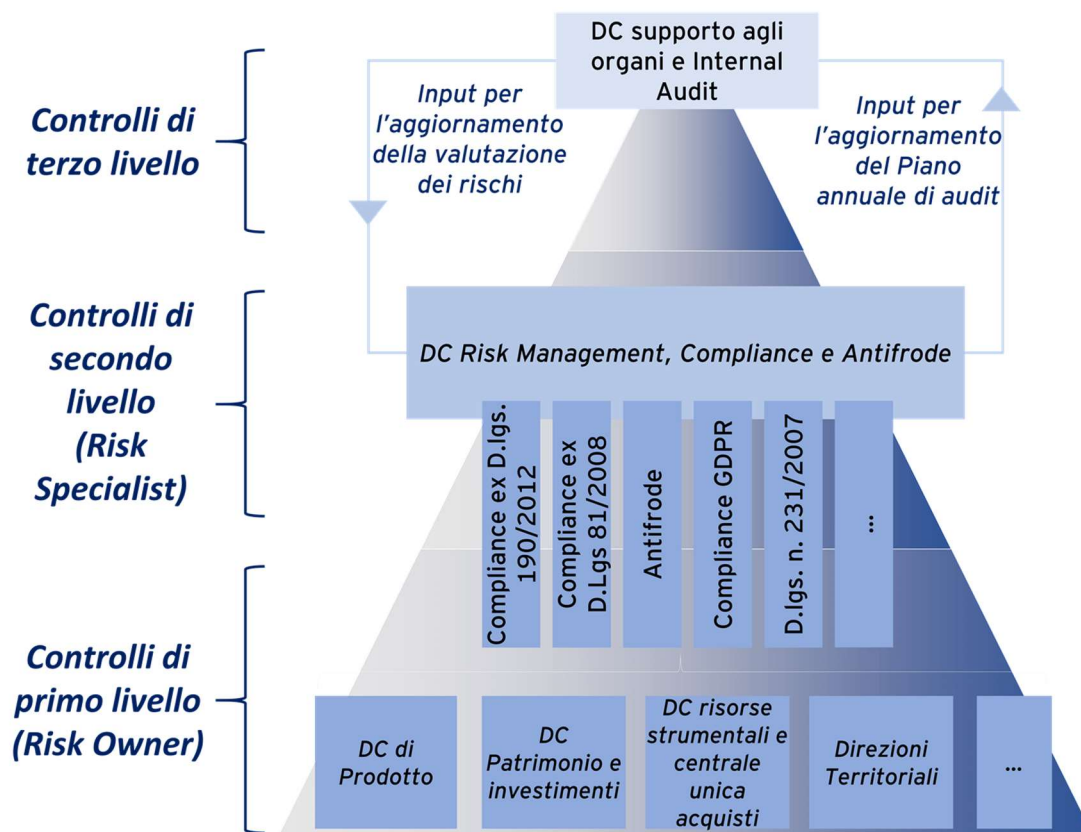 DC supporto agli
organi e Internal
Audit
Controlli di
terzo livello
Input per
l'aggiornamento
della valutazione
dei rischi
Input per
l'aggiornamento
del Piano
annuale di audit
Controlli di
secondo
livello
(Risk
Specialist)
DC Risk Management, Compliance e Antifrode
Compliance ex D.lgs.
190/2012
Compliance ex
D.Lgs 81/2008
Antifrode
Compliance GDPR
D.lgs. n. 231/2007
...
Controlli di
primo livello
(Risk Owner)
DC di
Prodotto
DC
Patrimonio e
investimenti
DC risorse
strumentali e
centrale
unica
acquisti
Direzioni
Territoriali
...